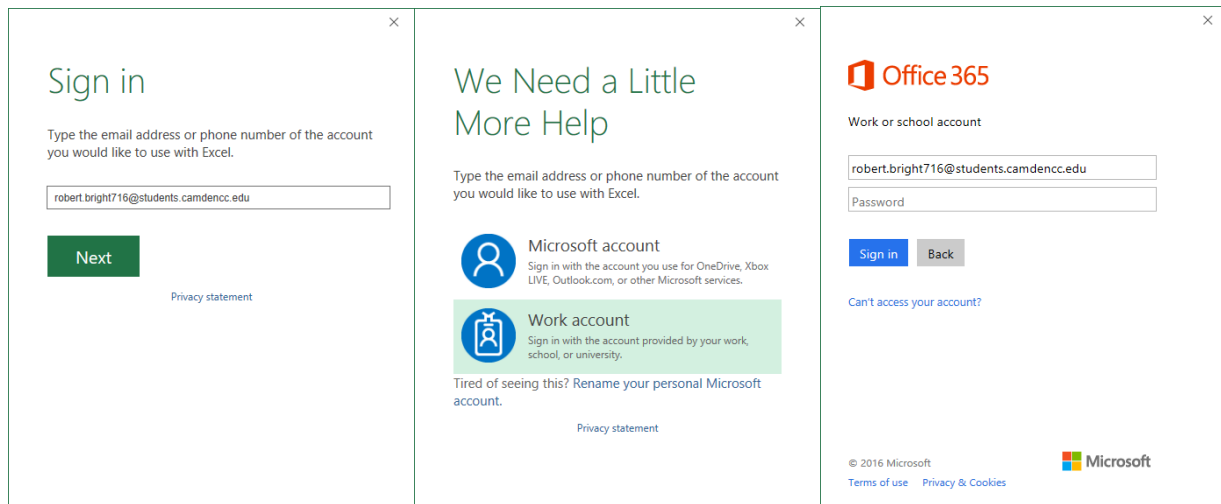 Sign in
Type the email address or phone number of the account
you would like to use with Excel.
robert.bright716@students.camdencc.edu
Next
Privacy statement
We Need a Little
More Help
Type the email address or phone number of the account
you would like to use with Excel.
Microsoft account
Sign in with the account you use for OneDrive, Xbox
LIVE, Outlook.com, or other Microsoft services.
Work account
Sign in with the account provided by your work,
school, or university.
Tired of seeing this? Rename your personal Microsoft
account.
Privacy statement
Office 365
Work or school account
robert.bright716@students.camdencc.edu
Password
Sign in
Back
Can't access your account?
© 2016 Microsoft
Terms of use Privacy & Cookies
Microsoft